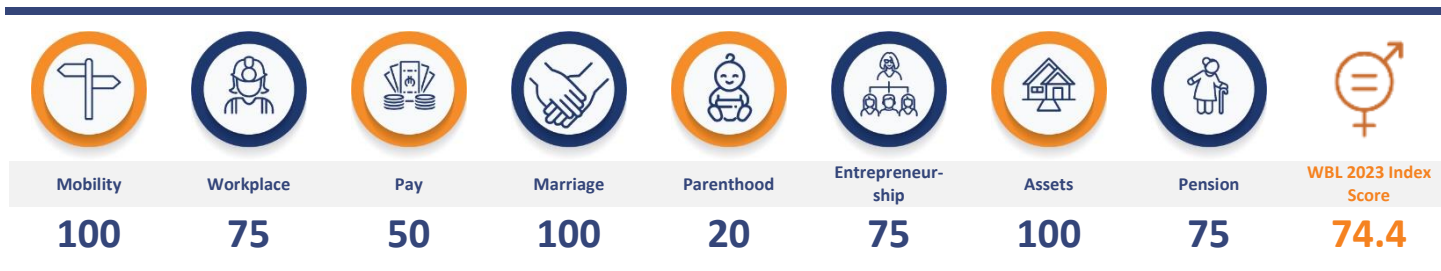 Mobility
Workplace
Pay
Marriage
Parenthood
Entrepreneur-
ship
Assets
Pension
WBL 2023 Index
Score
100
75
50
100
20
75
100
75
74.4